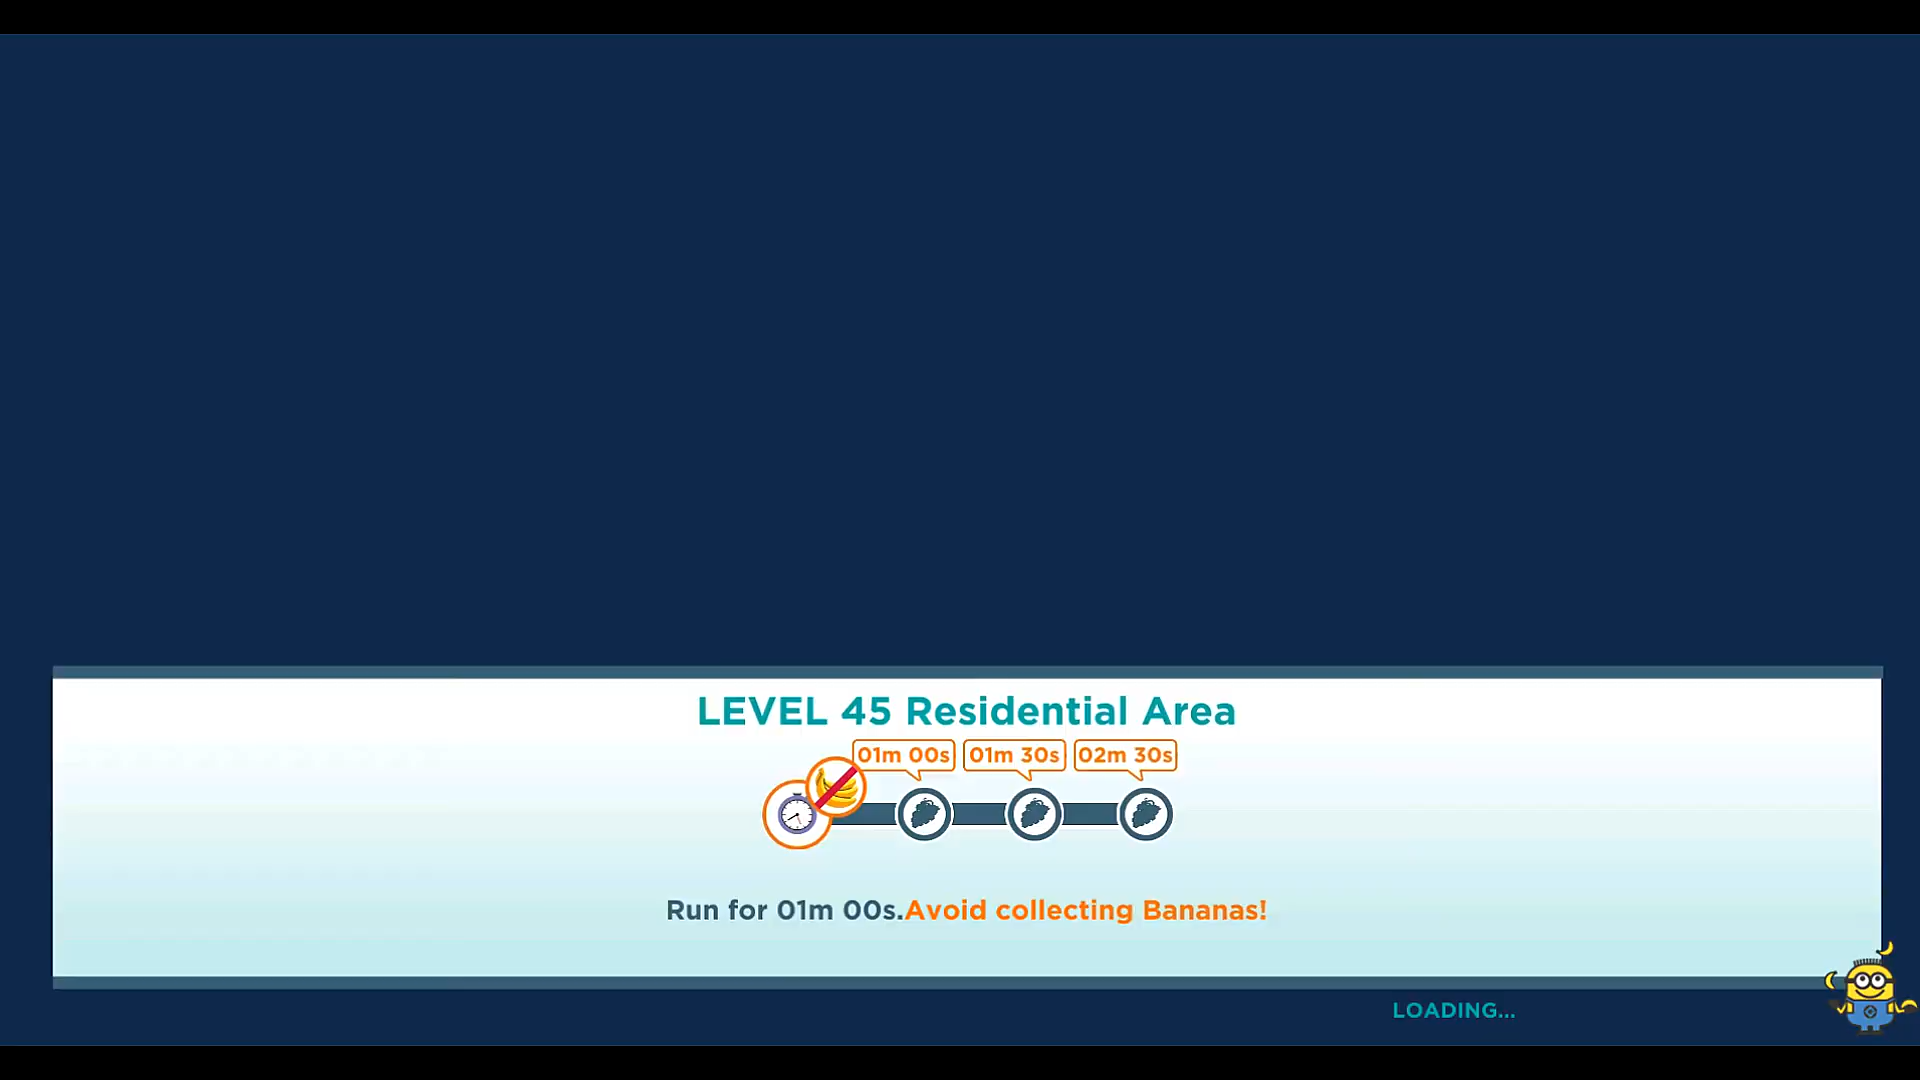 LEVEL 45 Residential Area
01m 00s 01m 30s 02m 30s
Run for 01m 00s.Avoid collecting Bananas!
LOADING...